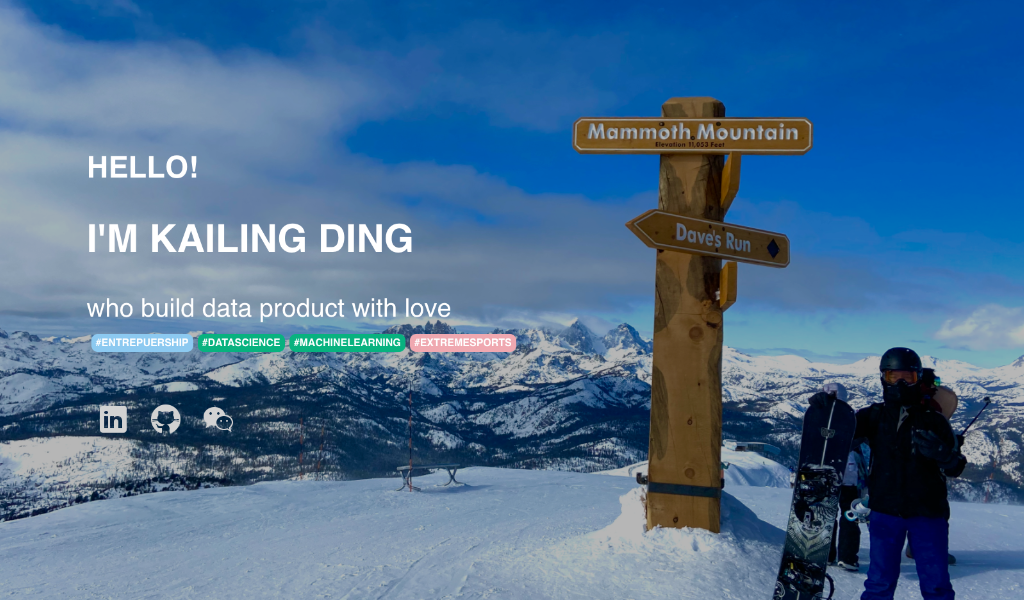 Mammoth Mountain
Elevation 11,053 Feet
HELLO!
Dave's Run
I'M KAILING DING
who build data product with love
#ENTREPUERSHIP #DATASCIENCE #MACHINELEARNING #EXTREMESPORTS
in